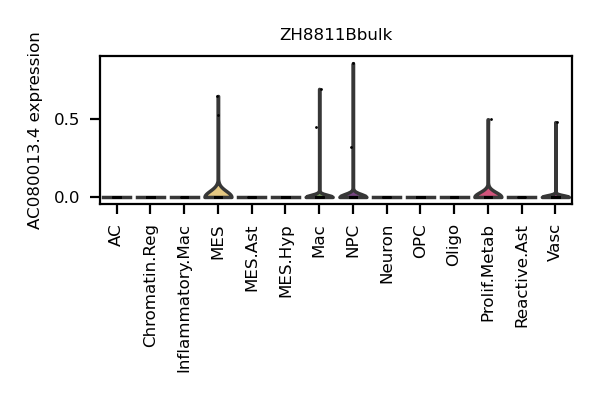 ZH8811Bbulk
AC080013.4 expression
0.5
0.0
AC
Chromatin.Reg
Inflammatory.Mac
MES
MES.Ast
MES.Hyp
Mac
NPC
Neuron
OPC
Oligo
Prolif.Metab
Reactive.Ast
Vasc